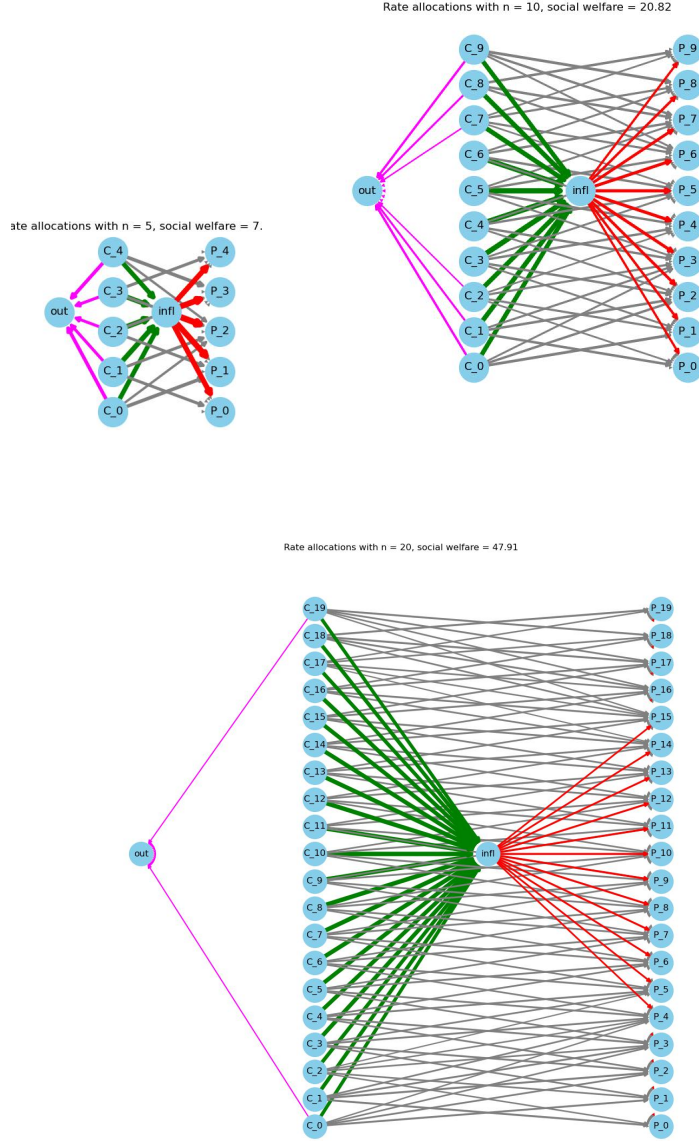 Rate allocations with n = 10, social welfare = 20.82
C_9
P_9
C_8
P_8
C_7
P_7
C_6
P_6
out
C_5
infl
P_5
C_4
P_4
C_3
P_3
C_2
P_2
C_1
P_1
C_0
P_0
ate allocations with n = 5, social welfare = 7.
C_4
P_4
C_3
P_3
out
infl
C_2
P_2
C_1
P_1
C_0
P_0
Rate allocations with n = 20, social welfare = 47.91
C_19
P_19
C_18
P_18
C_17
P_17
C_16
P_16
C_15
P_15
C_14
P_14
C_13
P_13
C_12
P_12
C_11
P_11
out
C_10
infl
P_10
C_9
P_9
C_8
P_8
C_7
P_7
C_6
P_6
C_5
P_5
C_4
P_4
C_3
P_3
C_2
P_2
C_1
P_1
C_0
P_0